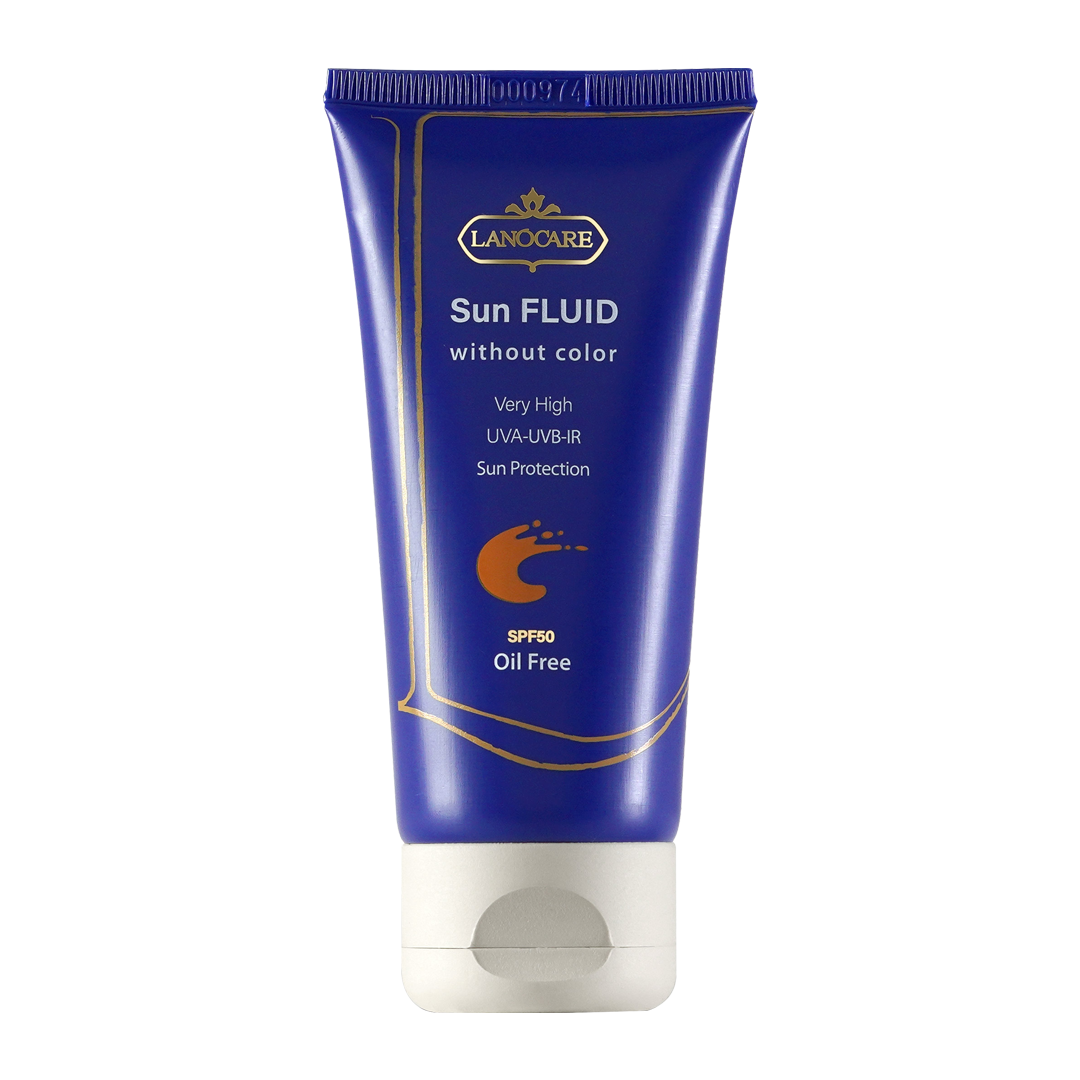 000974
LANOCARE
Sun FLUID
without color
Very High
UVA-UVB-IR
Sun Protection
SPF50
Oil Free